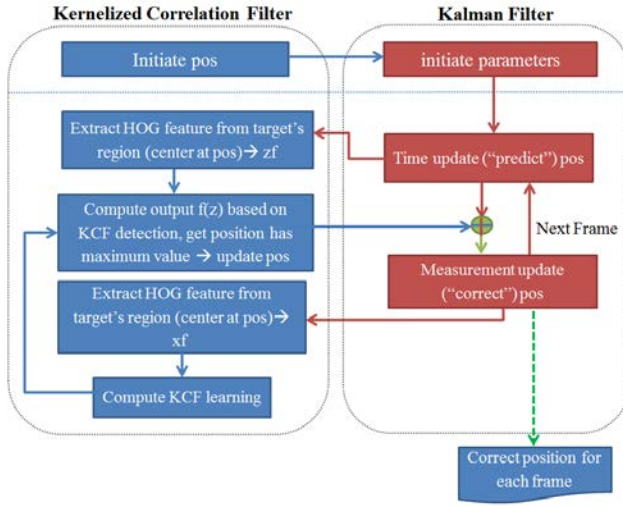 Kernelized Correlation Filter
Kalman Filter
Initiate pos
initiate parameters
Extract HOG feature from target's
region (center at pos)→ zf
Time update ("predict") pos
Compute output f(z) based on
KCF detection, get position has
maximum value → update pos
Next Frame
Measurement update
("correct") pos
Extract HOG feature from
target's region (center at pos)→
xf
Compute KCF learning
Correct position for
each frame